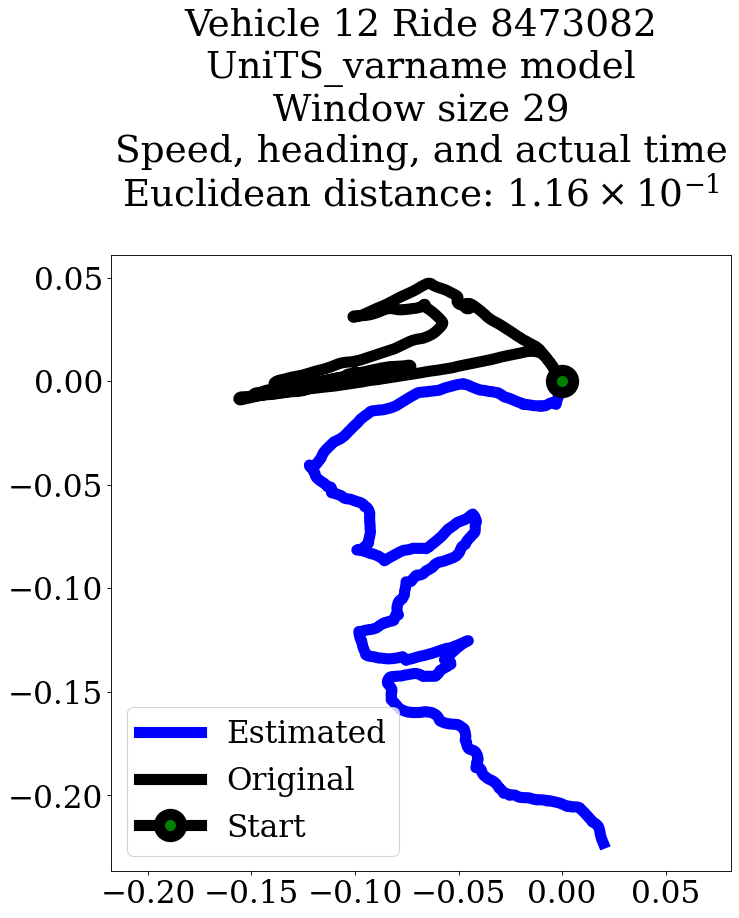 Vehicle 12 Ride 8473082
UniTS_varname model
Window size 29
Speed, heading, and actual time
Euclidean distance: 1.16 × 10⁻¹
0.05
0.00
−0.05
−0.10
−0.15
−0.20
Estimated
Original
Start
−0.20 −0.15 −0.10 −0.05 0.00 0.05